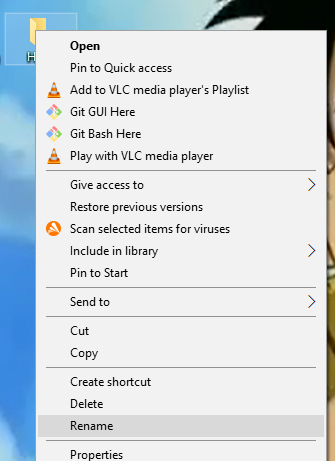 Open
Pin to Quick access
Add to VLC media player's Playlist
Git GUI Here
Git Bash Here
Play with VLC media player
Give access to
Restore previous versions
Scan selected items for viruses
Include in library
Pin to Start
Send to
Cut
Copy
Create shortcut
Delete
Rename
Properties